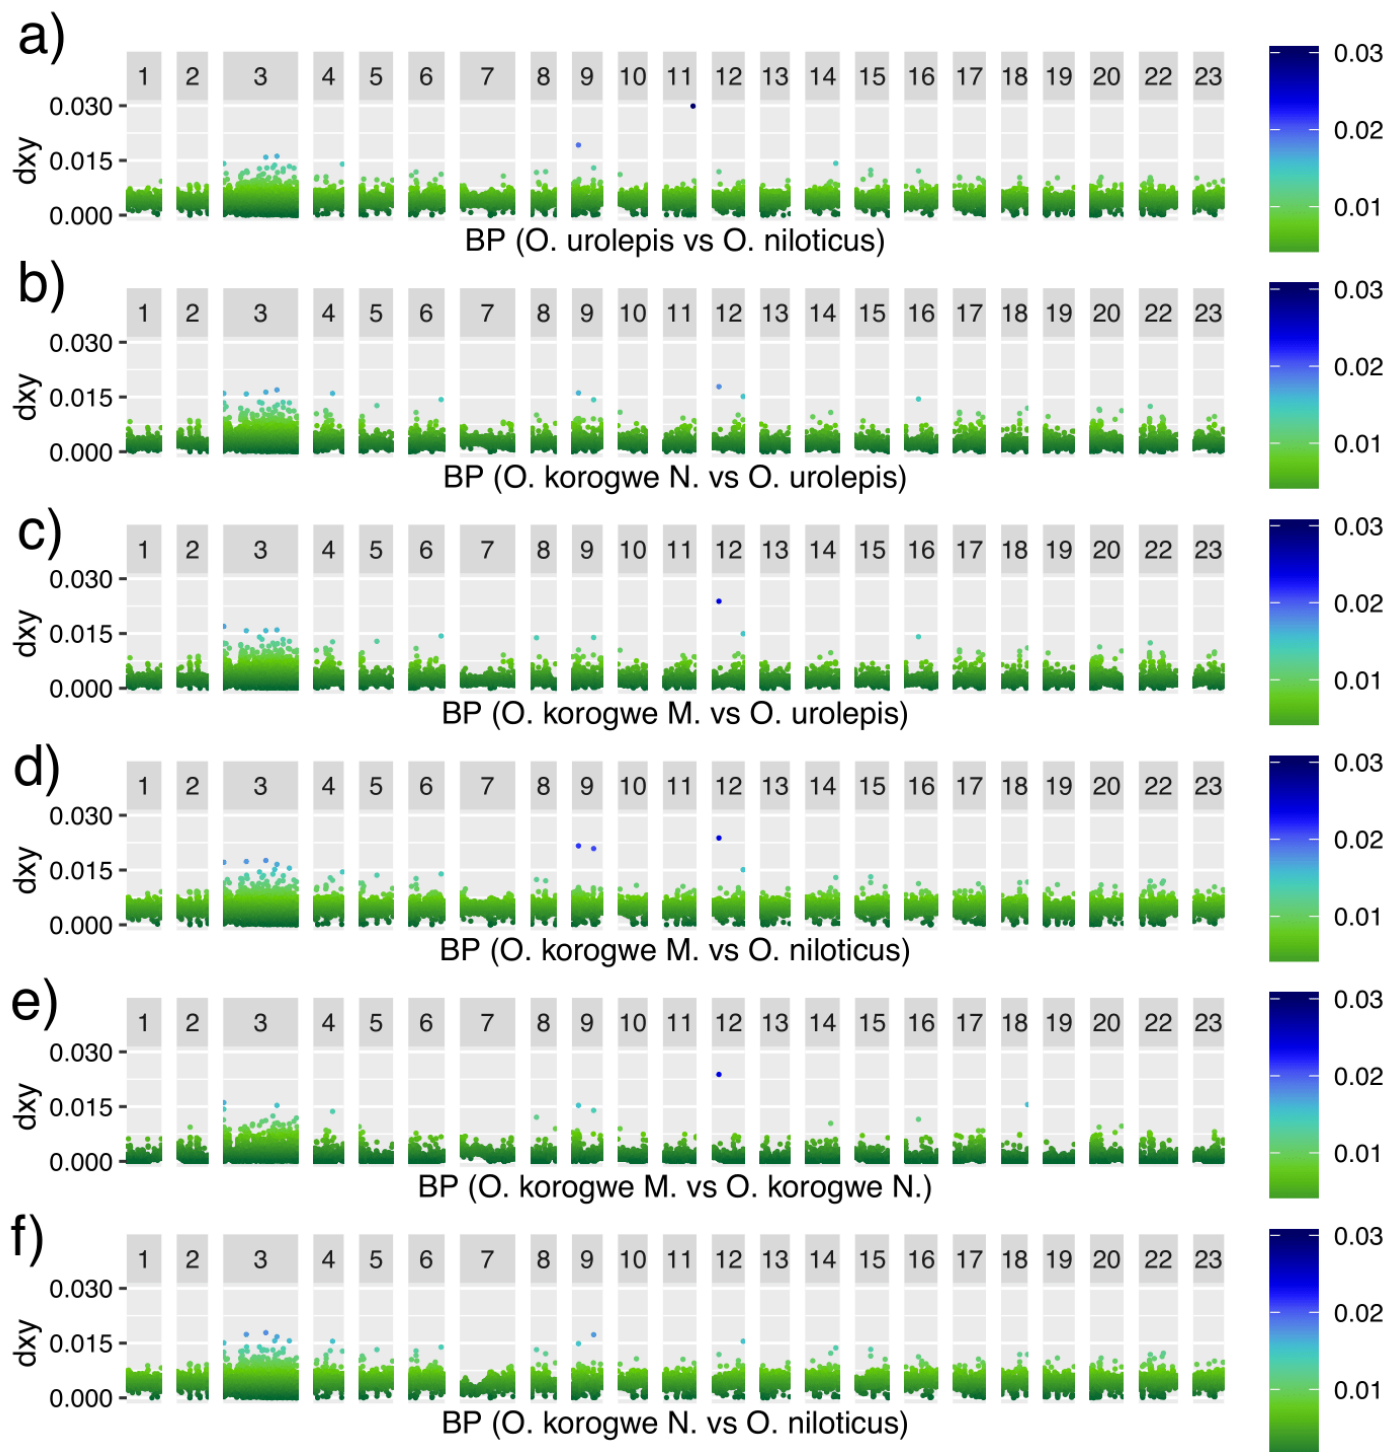 a)
1 2 3 4 5 6 7 8 9 10 11 12 13 14 15 16 17 18 19 20 22 23
0.030
0.015
0.000
dxy
BP (O. urolepis vs O. niloticus)
0.03
0.02
0.01
b)
1 2 3 4 5 6 7 8 9 10 11 12 13 14 15 16 17 18 19 20 22 23
0.030
0.015
0.000
dxy
BP (O. korogwe N. vs O. urolepis)
0.03
0.02
0.01
c)
1 2 3 4 5 6 7 8 9 10 11 12 13 14 15 16 17 18 19 20 22 23
0.030
0.015
0.000
dxy
BP (O. korogwe M. vs O. urolepis)
0.03
0.02
0.01
d)
1 2 3 4 5 6 7 8 9 10 11 12 13 14 15 16 17 18 19 20 22 23
0.030
0.015
0.000
dxy
BP (O. korogwe M. vs O. niloticus)
0.03
0.02
0.01
e)
1 2 3 4 5 6 7 8 9 10 11 12 13 14 15 16 17 18 19 20 22 23
0.030
0.015
0.000
dxy
BP (O. korogwe M. vs O. korogwe N.)
0.03
0.02
0.01
f)
1 2 3 4 5 6 7 8 9 10 11 12 13 14 15 16 17 18 19 20 22 23
0.030
0.015
0.000
dxy
BP (O. korogwe N. vs O. niloticus)
0.03
0.02
0.01